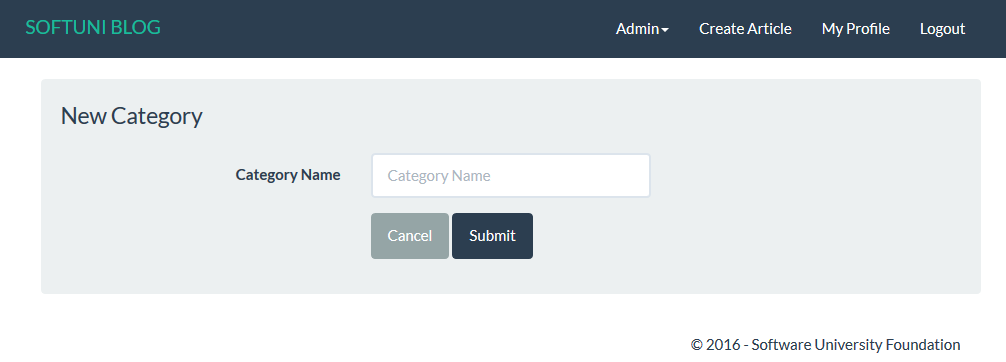 SOFTUNI BLOG Admin Create Article My Profile Logout
New Category
Category Name Category Name
Cancel Submit
© 2016 - Software University Foundation